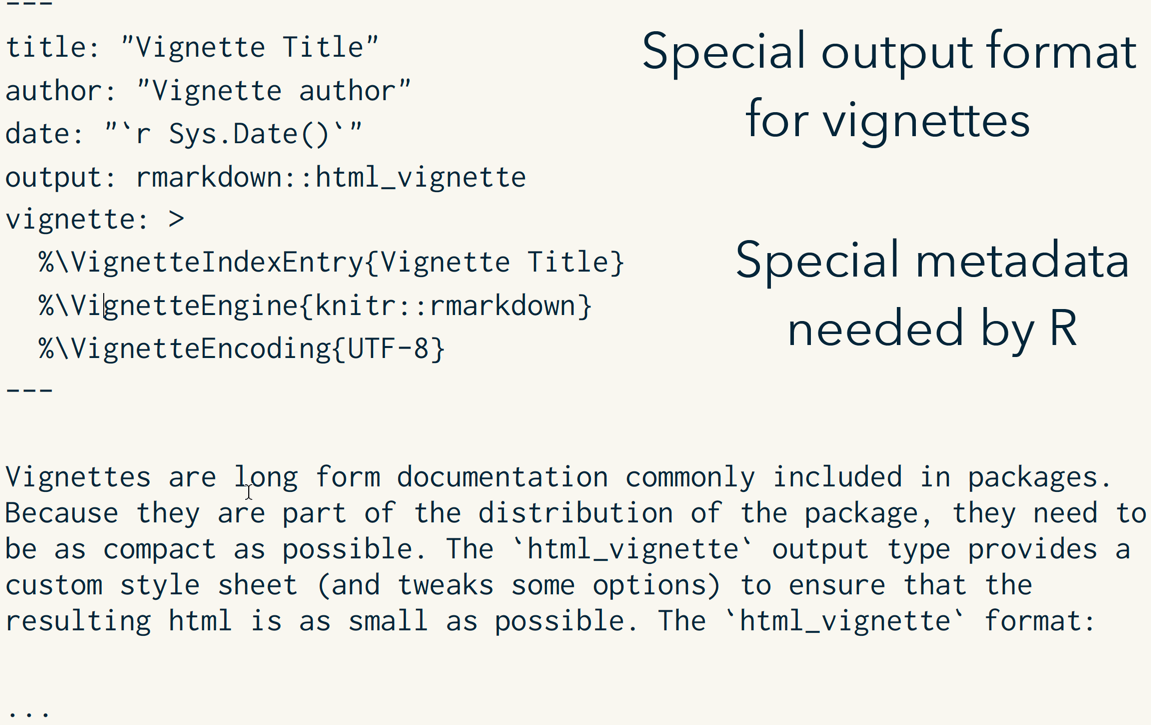 ---
title: "Vignette Title"
author: "Vignette author"
date: "`r Sys.Date()`"
output: rmarkdown::html_vignette
vignette: >
  %\VignetteIndexEntry{Vignette Title}
  %\VignetteEngine{knitr::rmarkdown}
  %\VignetteEncoding{UTF-8}
---
Special output format
for vignettes
Special metadata
needed by R
Vignettes are long form documentation commonly included in packages.
Because they are part of the distribution of the package, they need to
be as compact as possible. The `html_vignette` output type provides a
custom style sheet (and tweaks some options) to ensure that the
resulting html is as small as possible. The `html_vignette` format:
...